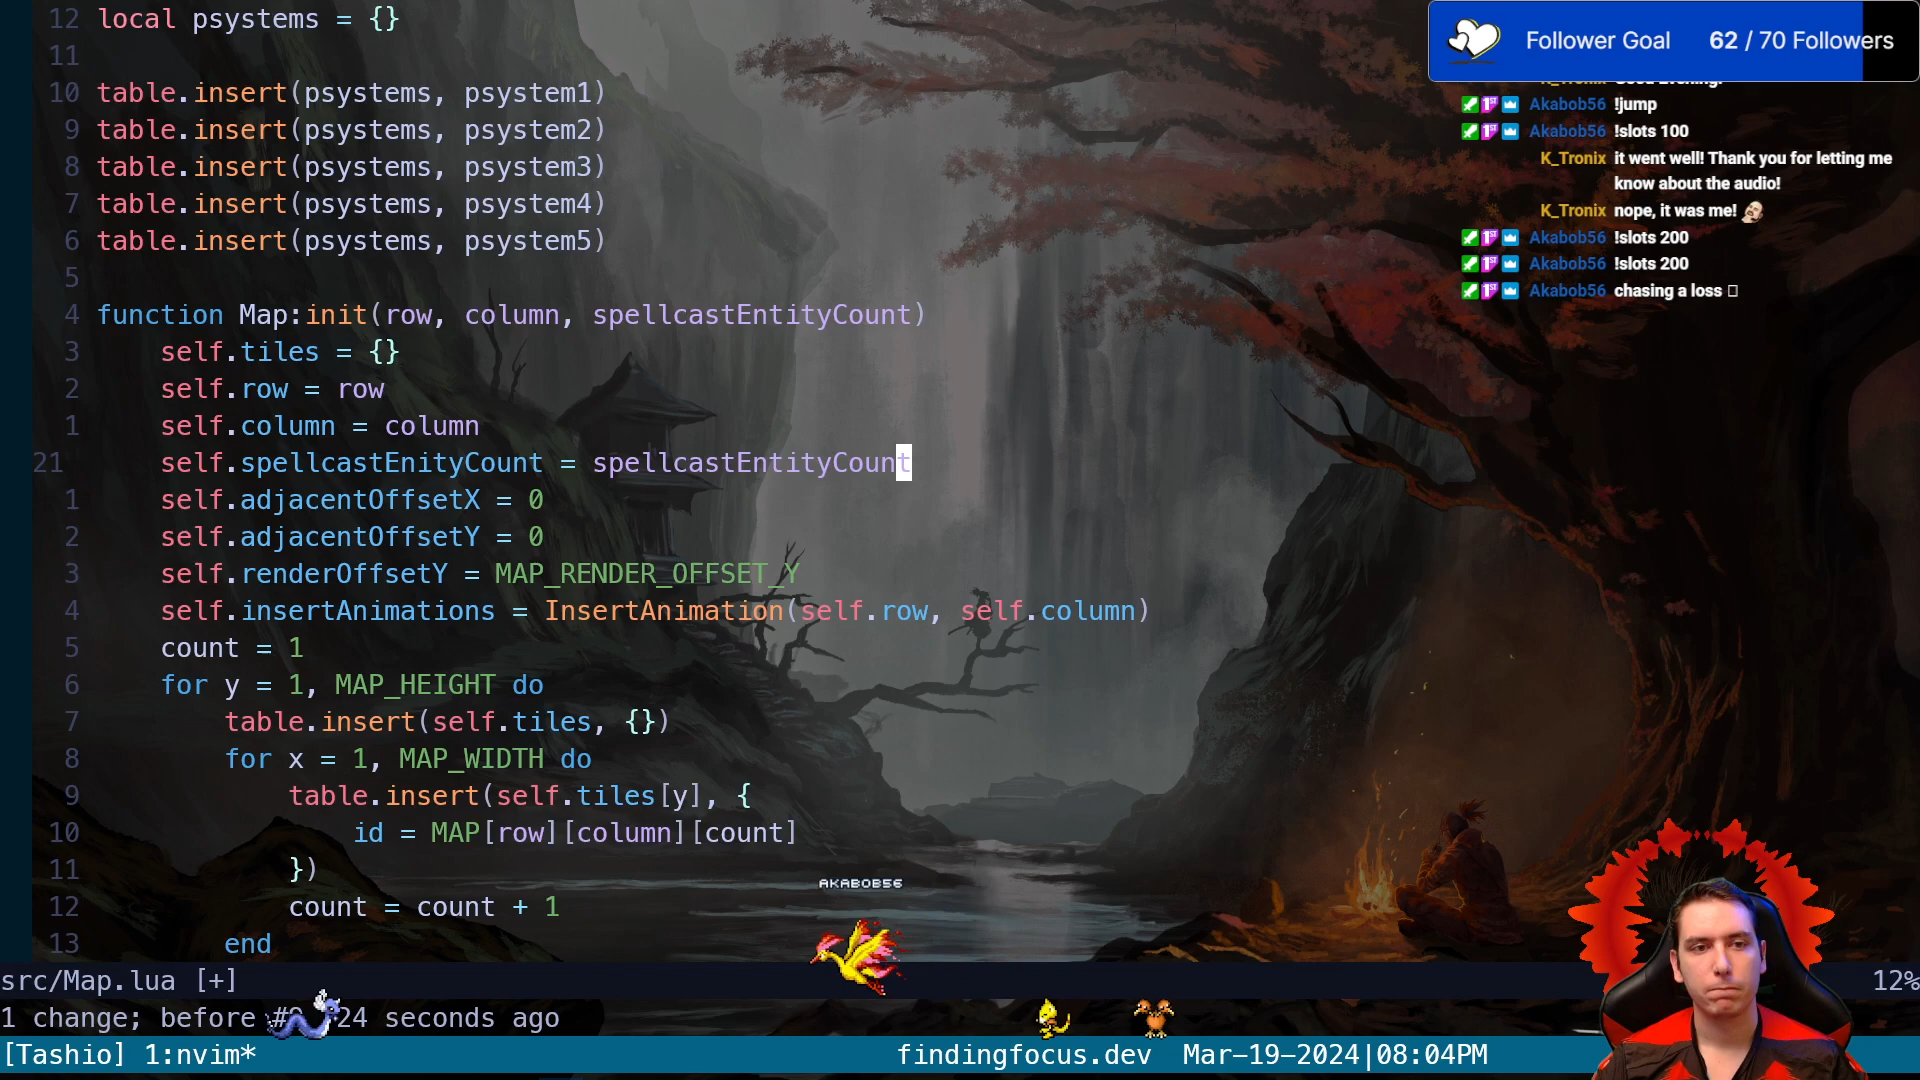 12 local psystems = {}
11
10 table.insert(psystems, psystem1)
9 table.insert(psystems, psystem2)
8 table.insert(psystems, psystem3)
7 table.insert(psystems, psystem4)
6 table.insert(psystems, psystem5)
5
4 function Map:init(row, column, spellcastEntityCount)
3 self.tiles = {}
2 self.row = row
1 self.column = column
21 self.spellcastEnityCount = spellcastEntityCount
1 self.adjacentOffsetX = 0
2 self.adjacentOffsetY = 0
3 self.renderOffsetY = MAP_RENDER_OFFSET_Y
4 self.insertAnimations = InsertAnimation(self.row, self.column)
5 count = 1
6 for y = 1, MAP_HEIGHT do
7 table.insert(self.tiles, {})
8 for x = 1, MAP_WIDTH do
9 table.insert(self.tiles[y], {
10 id = MAP[row][column][count]
11 })
12 count = count + 1
13 end
src/Map.lua [+] 12%
1 change; before 24 seconds ago
[Tashio] 1:nvim* findingfocus.dev Mar-19-2024|08:04PM
Follower Goal 62 / 70 Followers
Akabob56 !jump
Akabob56 !slots 100
K_Tronix it went well! Thank you for letting me
know about the audio!
K_Tronix nope, it was me!
Akabob56 !slots 200
Akabob56 !slots 200
Akabob56 chasing a loss
AKABOB56